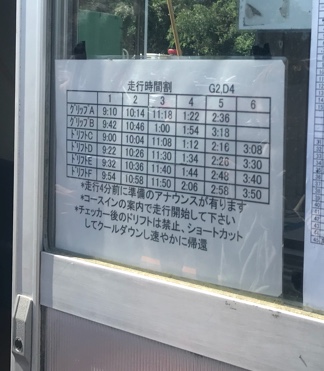 走行時間割 G2.D4
1 2 3 4 5 6
グリップA 9:10 10:14 11:18 1:22 2:36
グリップB 9:42 10:46 1:00 1:54 3:18
ドリフトC 9:00 10:04 11:08 1:12 2:16 3:08
ドリフトD 9:22 10:26 11:30 1:34 2:26
ドリフトE 9:32 10:36 11:40 1:44 2:48 3:40
ドリフトF 9:54 10:58 11:50 2:06 2:58 3:50
*走行4分前に準備のアナウンスが有ります
*コースインの案内で走行開始して下さい
*チェッカー後のドリフトは禁止、ショートカット
してクールダウンし速やかに帰還